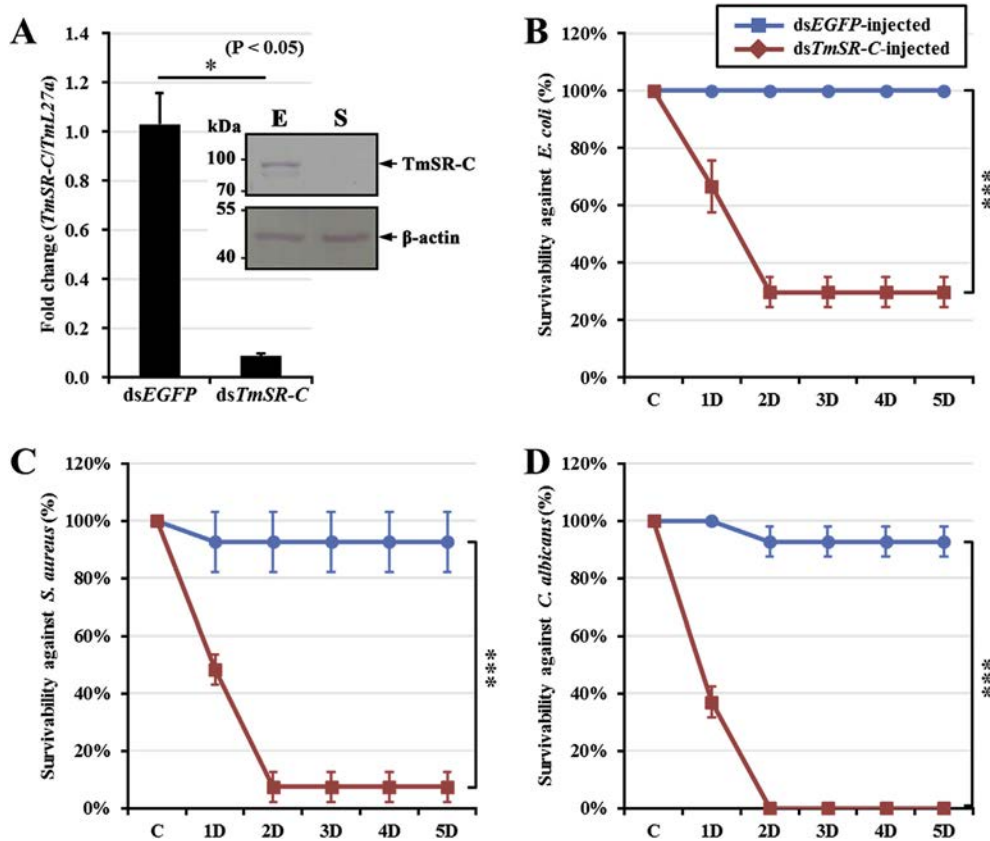 A
Fold change (TmSR-C/TmL27a)
1.4
1.2
1.0
0.8
0.6
0.4
0.2
0.0
(P < 0.05)
*
kDa
E
S
100
70
TmSR-C
55
40
β-actin
dsEGFP
dsTmSR-C
B
dsEGFP-injected
dsTmSR-C-injected
Survivability against E. coli (%)
120%
100%
80%
60%
40%
20%
0%
***
C
1D
2D
3D
4D
5D
C
Survivability against S. aureus (%)
120%
100%
80%
60%
40%
20%
0%
***
C
1D
2D
3D
4D
5D
D
Survivability against C. albicans (%)
120%
100%
80%
60%
40%
20%
0%
***
C
1D
2D
3D
4D
5D